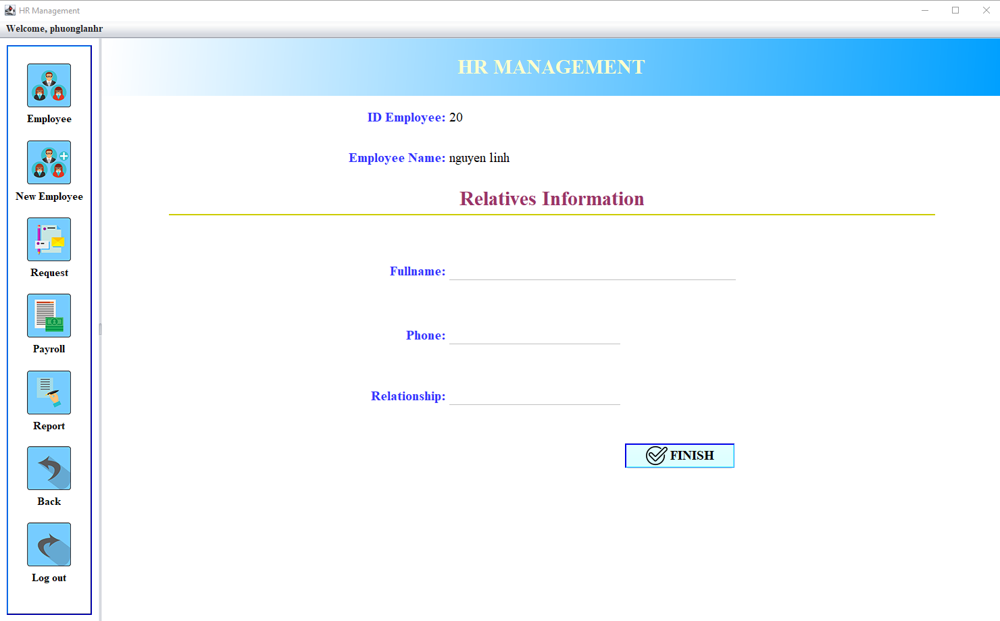 HR Management
Welcome, phuonglanhr
Employee
New Employee
Request
Payroll
Report
Back
Log out
HR MANAGEMENT
ID Employee: 20
Employee Name: nguyen linh
Relatives Information
Fullname:
Phone:
Relationship:
FINISH